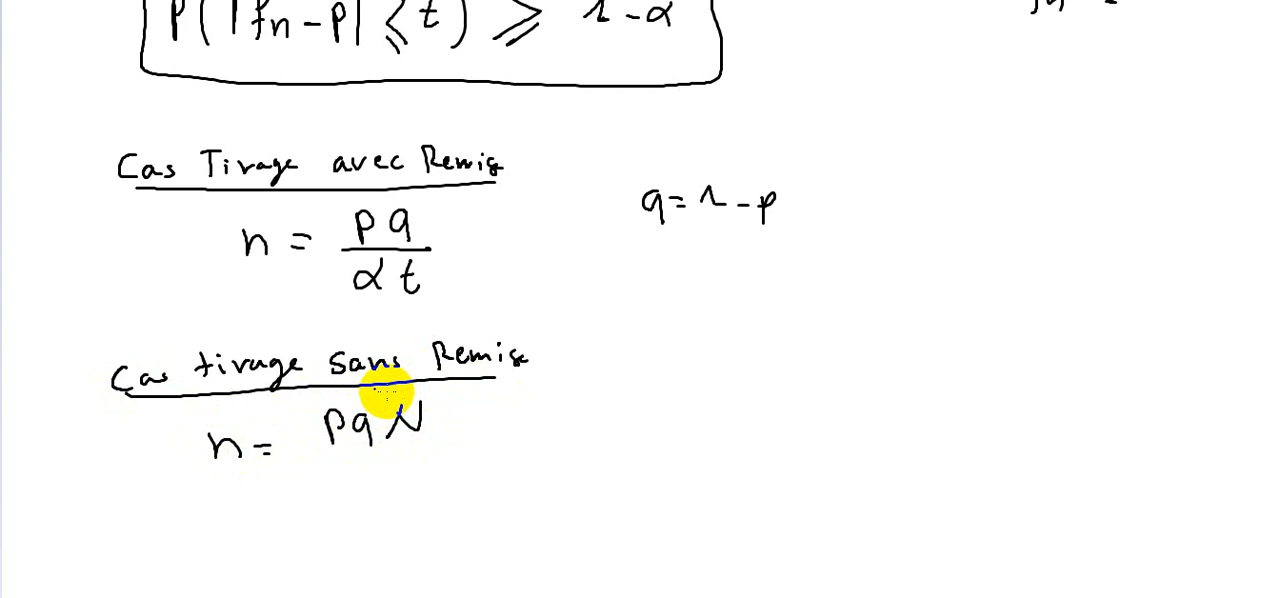 P(|fn - p| ⩽ t) ⩾ 1 - α
Cas Tirage avec Remise
q = 1 - p
n = pq / αt
Cas tirage Sans Remise
n = pqN